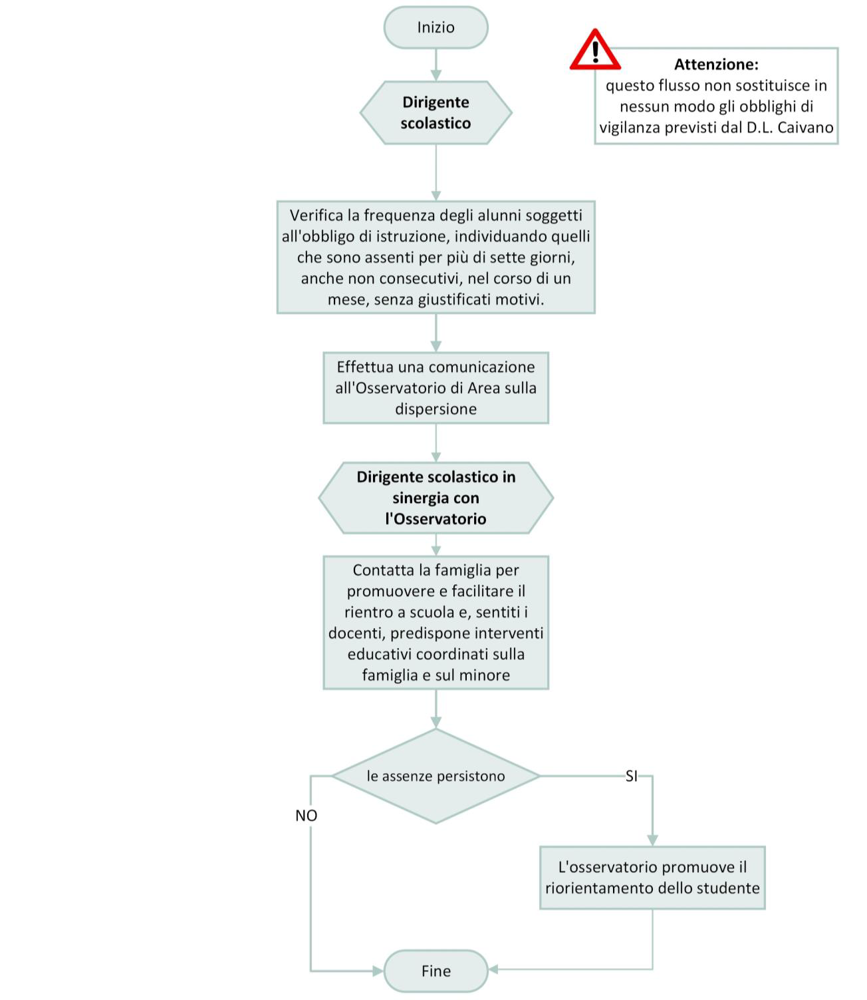 Inizio
Attenzione:
questo flusso non sostituisce in
nessun modo gli obblighi di
vigilanza previsti dal D.L. Caivano
Dirigente
scolastico
Verifica la frequenza degli alunni soggetti
all'obbligo di istruzione, individuando quelli
che sono assenti per più di sette giorni,
anche non consecutivi, nel corso di un
mese, senza giustificati motivi.
Effettua una comunicazione
all'Osservatorio di Area sulla
dispersione
Dirigente scolastico in
sinergia con
l'Osservatorio
Contatta la famiglia per
promuovere e facilitare il
rientro a scuola e, sentiti i
docenti, predispone interventi
educativi coordinati sulla
famiglia e sul minore
le assenze persistono
SI
NO
L'osservatorio promuove il
riorientamento dello studente
Fine